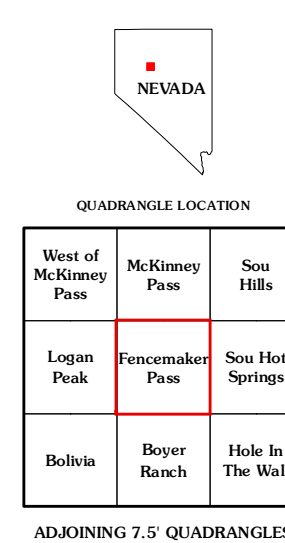 NEVADA
QUADRANGLE LOCATION
West of
McKinney
Pass
McKinney
Pass
Sou
Hills
Logan
Peak
Fencemaker
Pass
Sou Hot
Springs
Bolivia
Boyer
Ranch
Hole In
The Wal
ADJOINING 7.5' QUADRANGLES